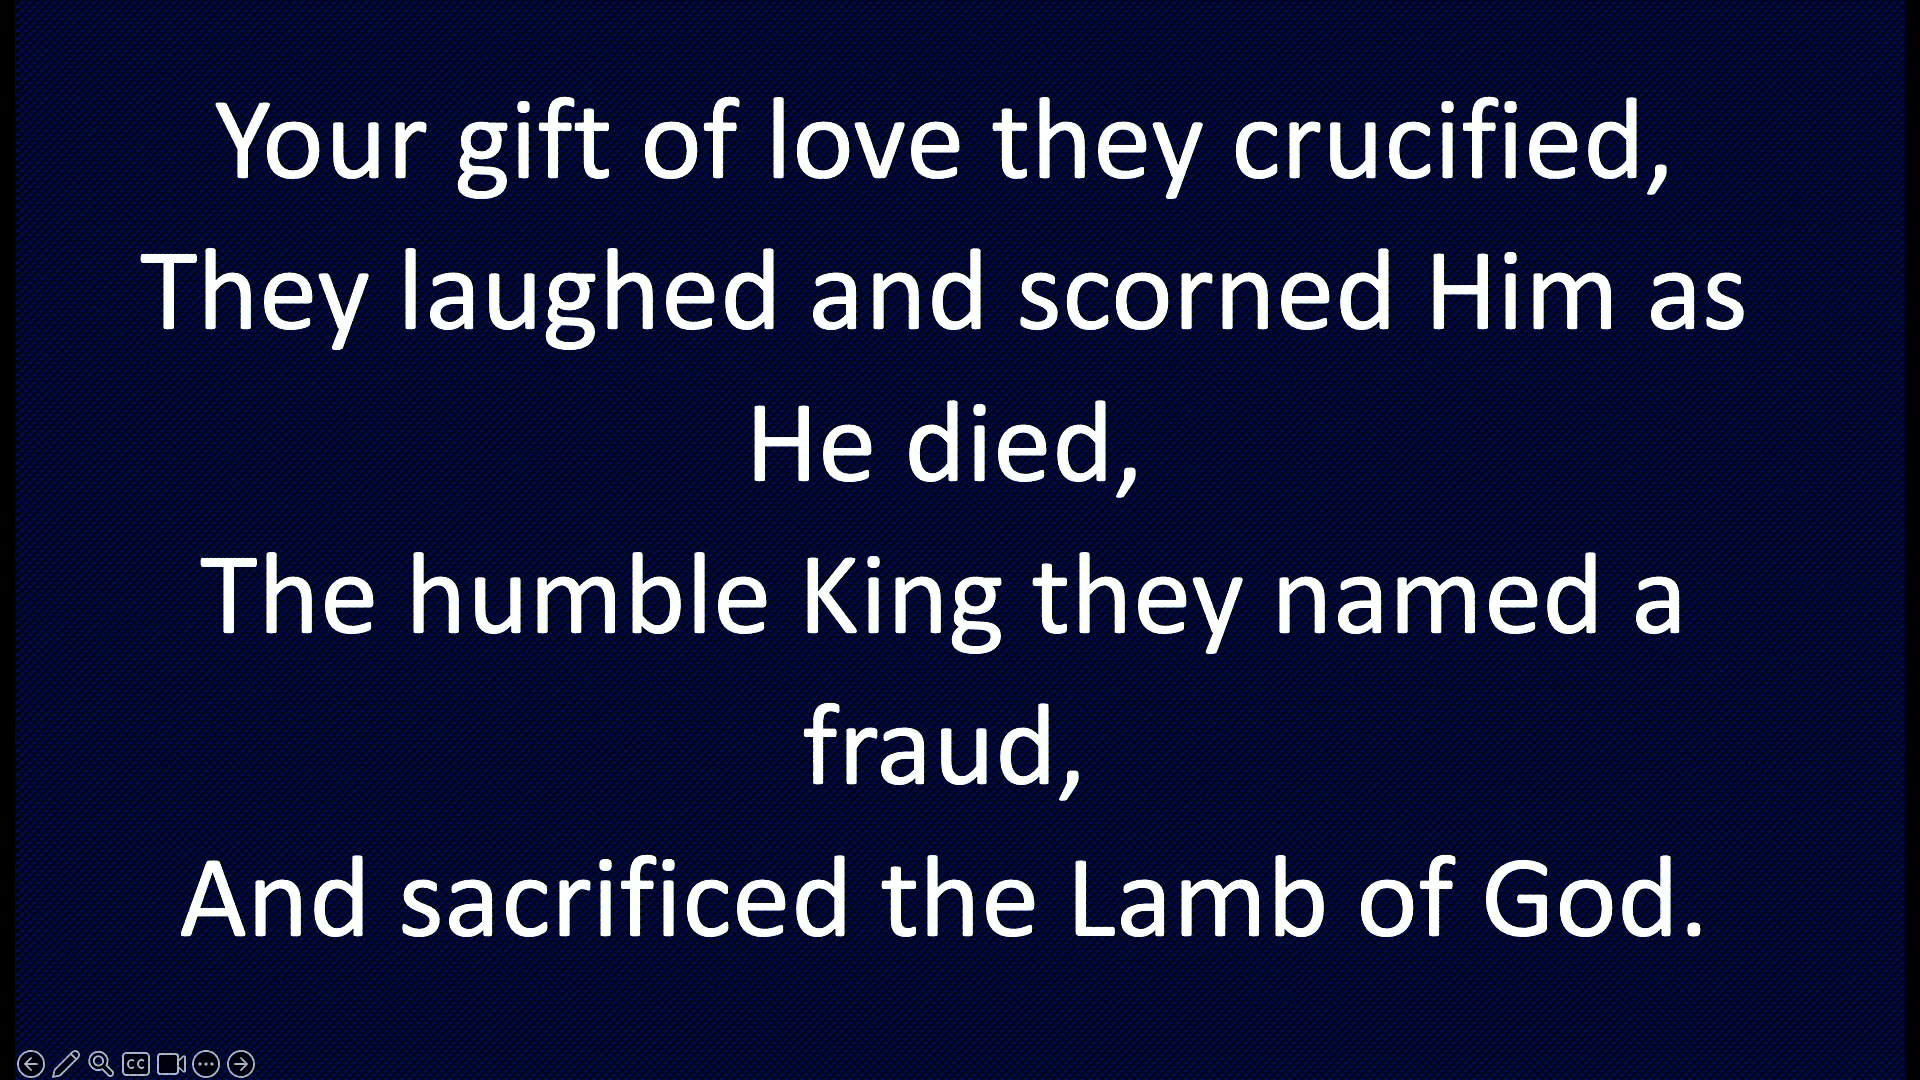 Your gift of love they crucified,
They laughed and scorned Him as
He died,
The humble King they named a
fraud,
And sacrificed the Lamb of God.
CC